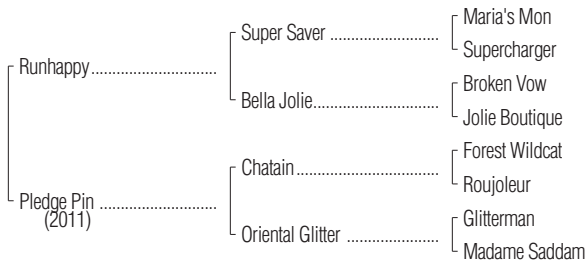 Runhappy
Pledge Pin
(2011)
Super Saver
Bella Jolie
Chatain
Oriental Glitter
Maria's Mon
Supercharger
Broken Vow
Jolie Boutique
Forest Wildcat
Roujoleur
Glitterman
Madame Saddam